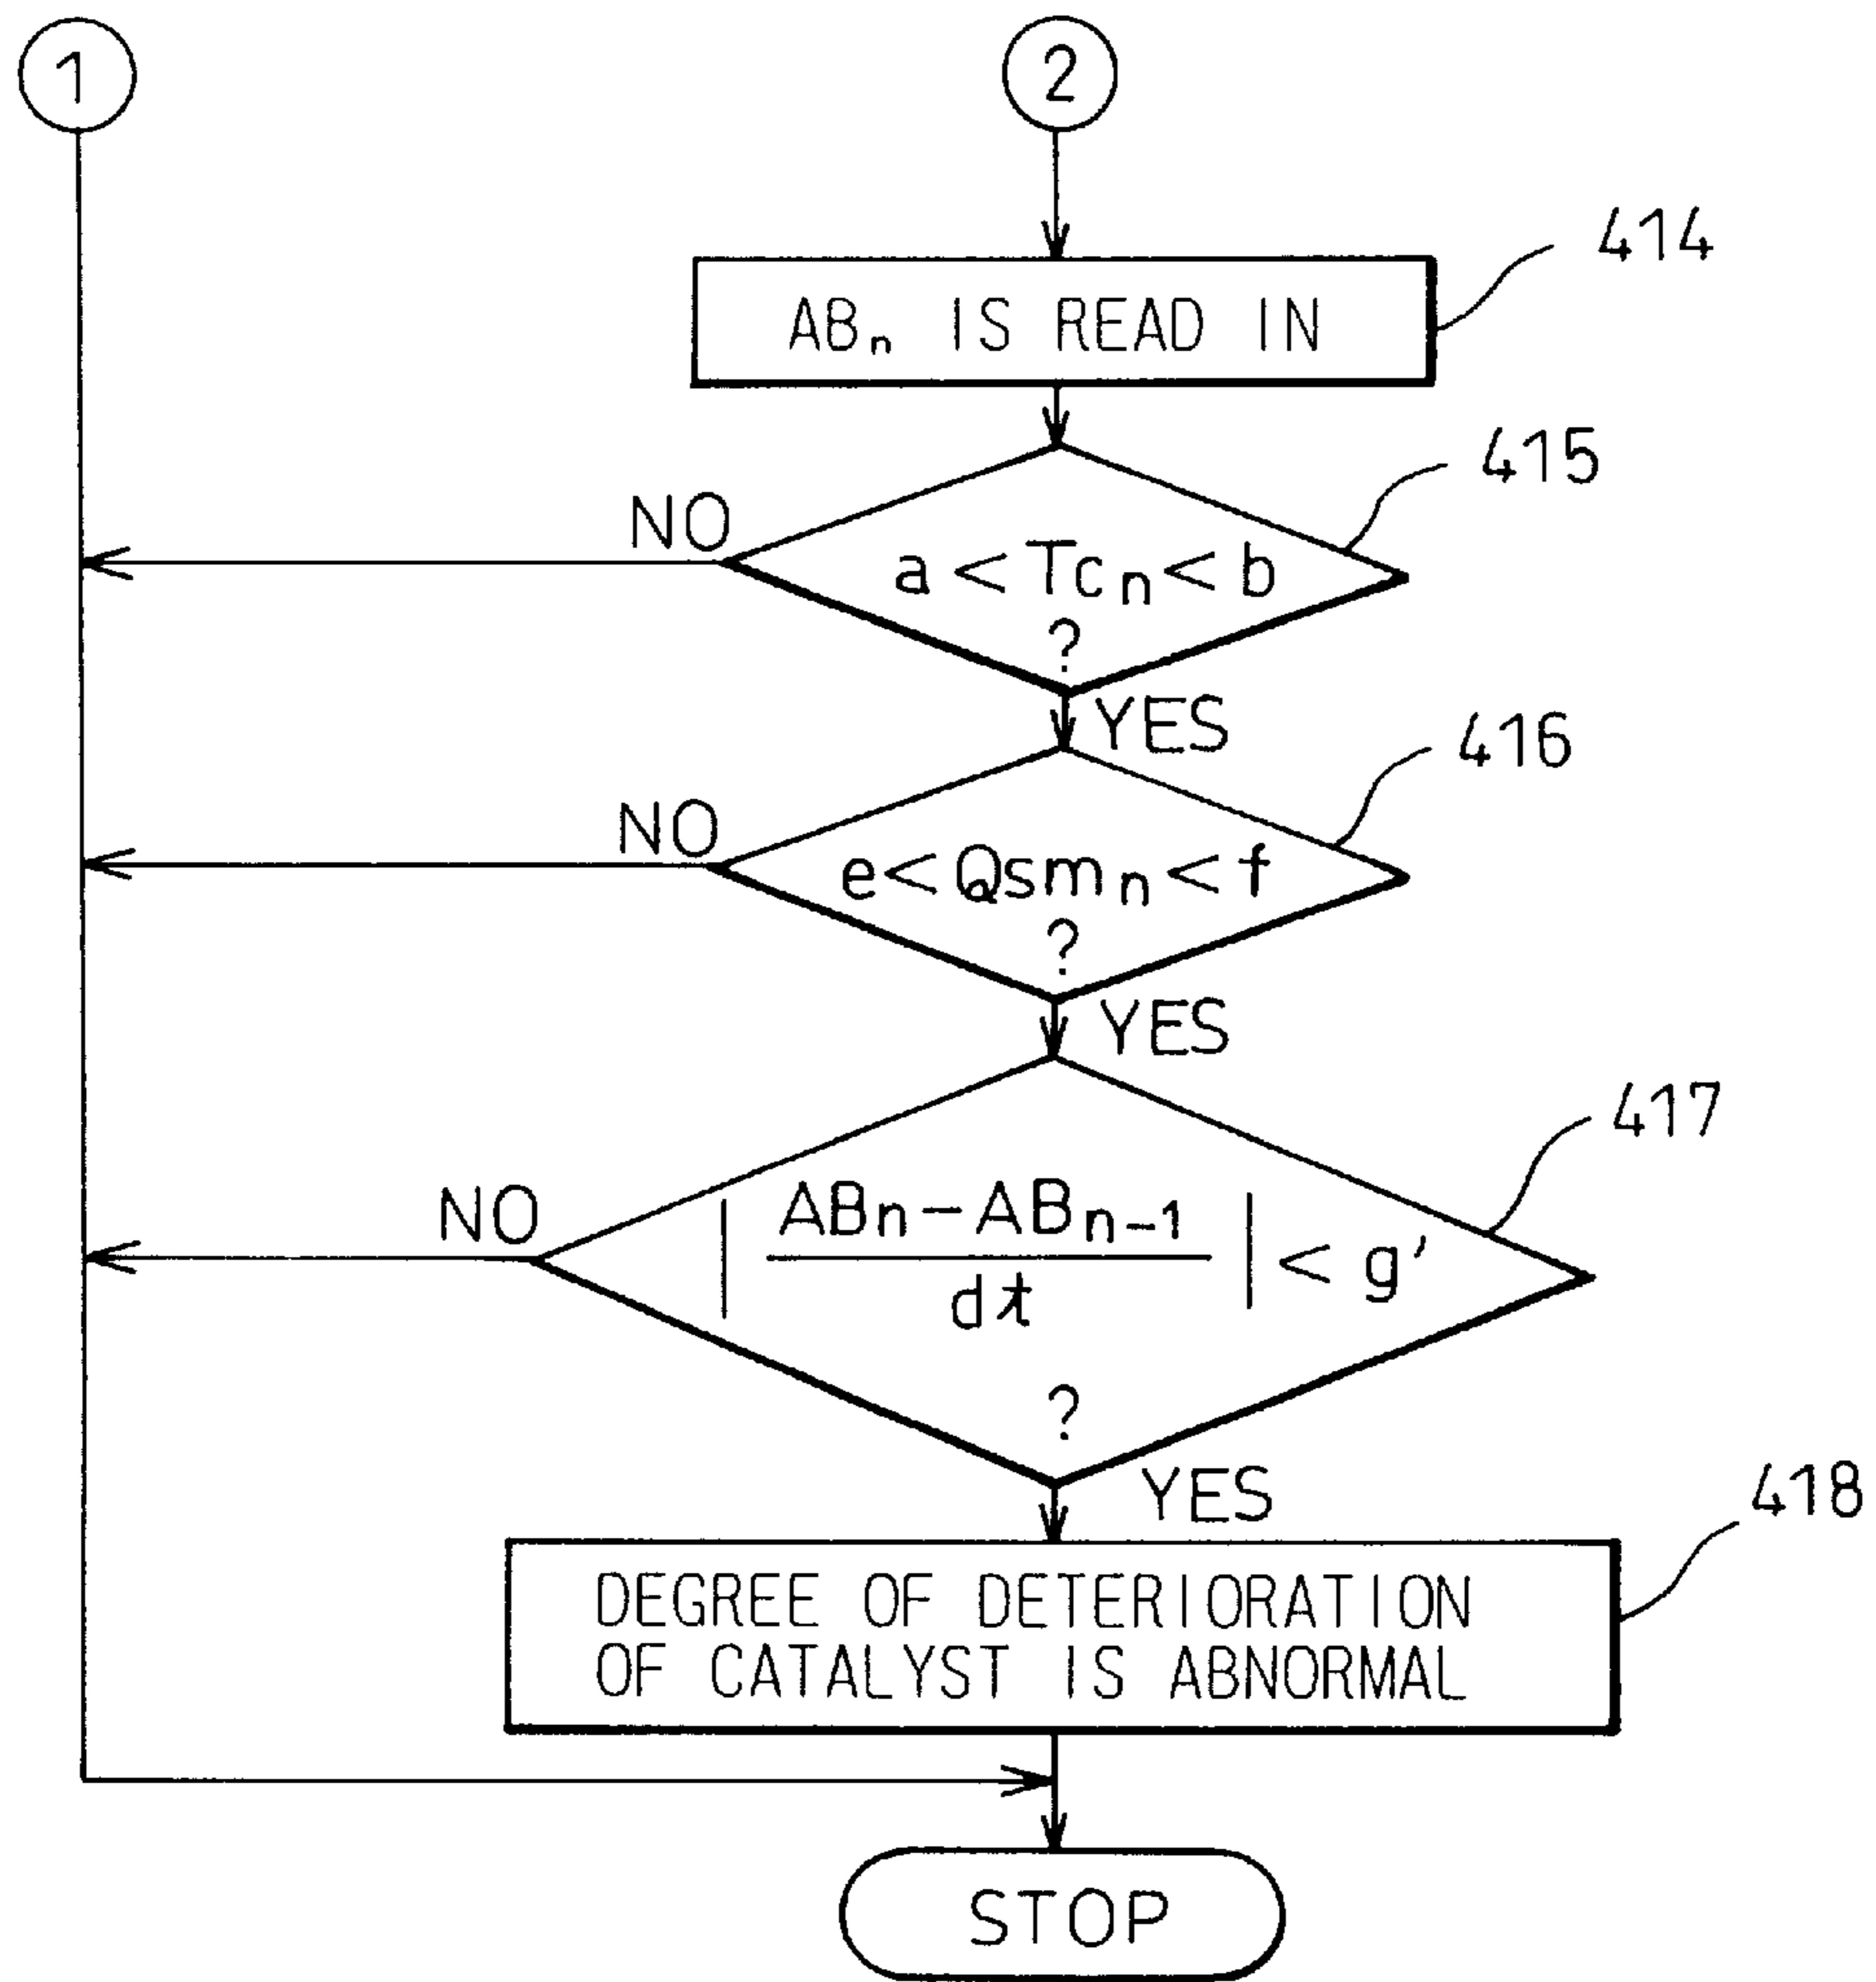 1
2
414
ABn IS READ IN
415
NO
a < Tcn < b
?
YES
416
NO
e < Qsmn < f
?
YES
417
NO
| ABn - ABn-1 / dt | < g'
?
YES
418
DEGREE OF DETERIORATION
OF CATALYST IS ABNORMAL
STOP